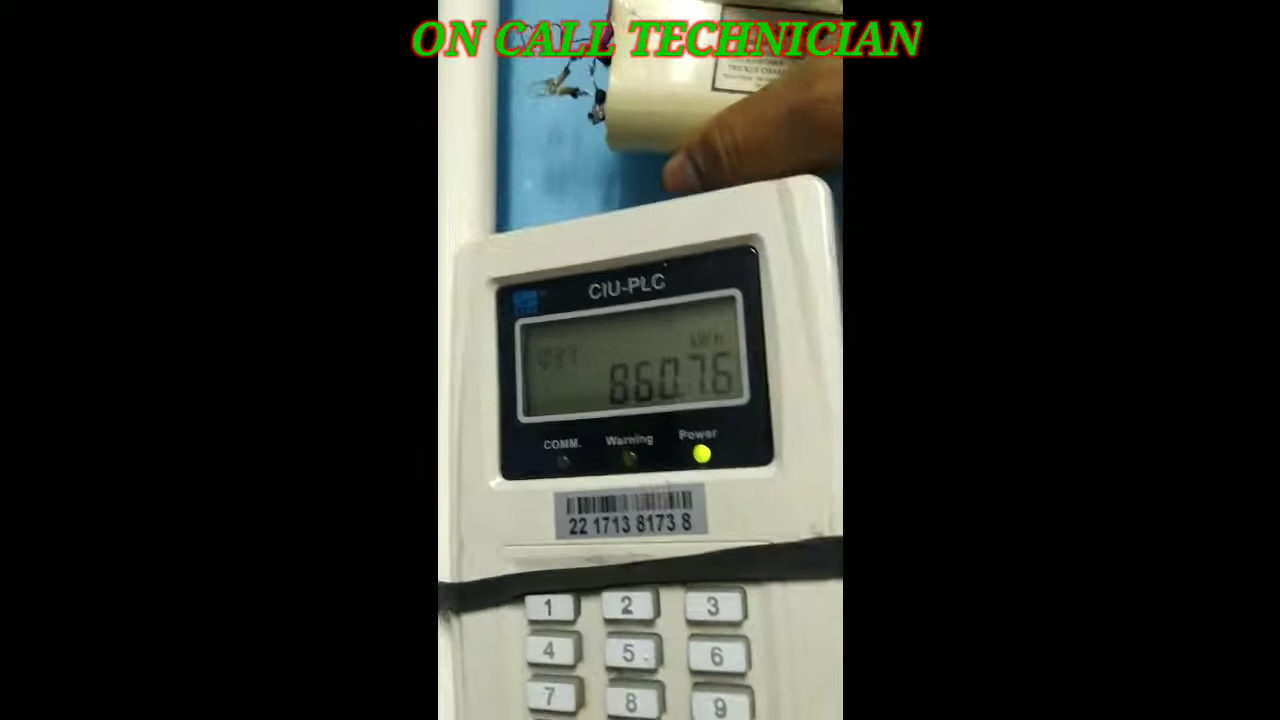 ON CALL TECHNICIAN
CIU-PLC
kWh
860.76
COMM. Warning Power
22 1713 8173 8
1 2 3
4 5 6
7 8 9